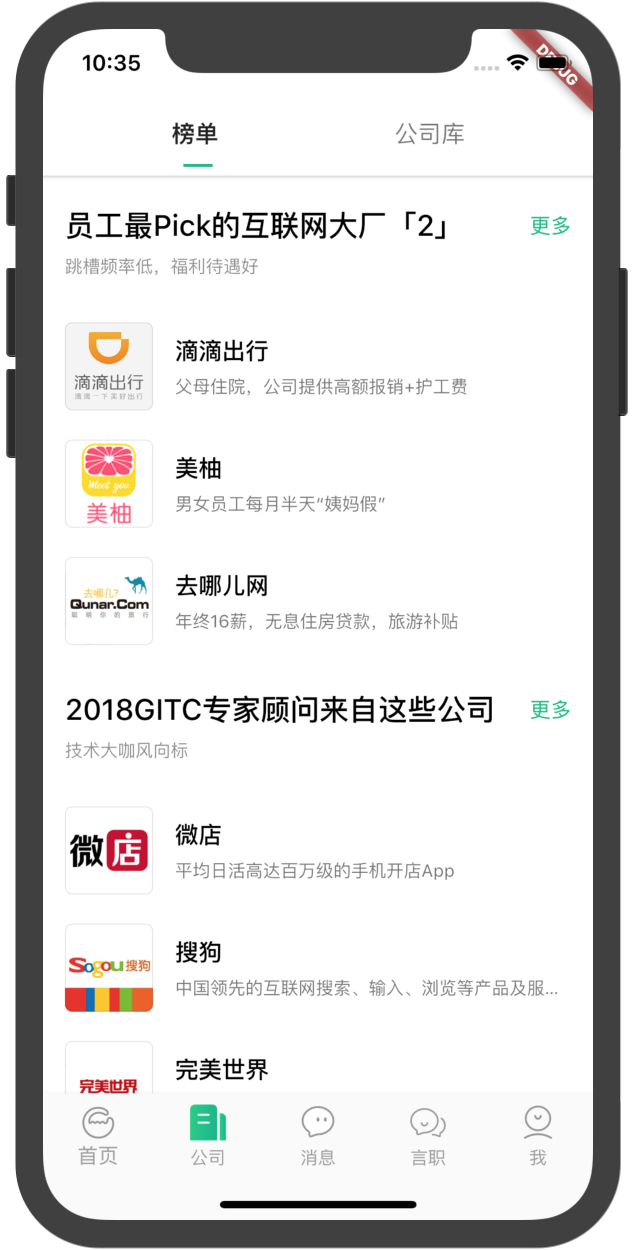 10:35
DEBUG
榜单
公司库
员工最Pick的互联网大厂「2」
更多
跳槽频率低，福利待遇好
滴滴出行
滴滴一下 美好出行
滴滴出行
父母住院，公司提供高额报销+护工费
Meet you
美柚
美柚
男女员工每月半天“姨妈假”
去哪儿?
Qunar.Com
聪明你的旅行
去哪儿网
年终16薪，无息住房贷款，旅游补贴
2018GITC专家顾问来自这些公司
更多
技术大咖风向标
微店
微店
平均日活高达百万级的手机开店App
Sogou搜狗
搜狗
中国领先的互联网搜索、输入、浏览等产品及服...
完美世界
完美世界
首页
公司
消息
言职
我